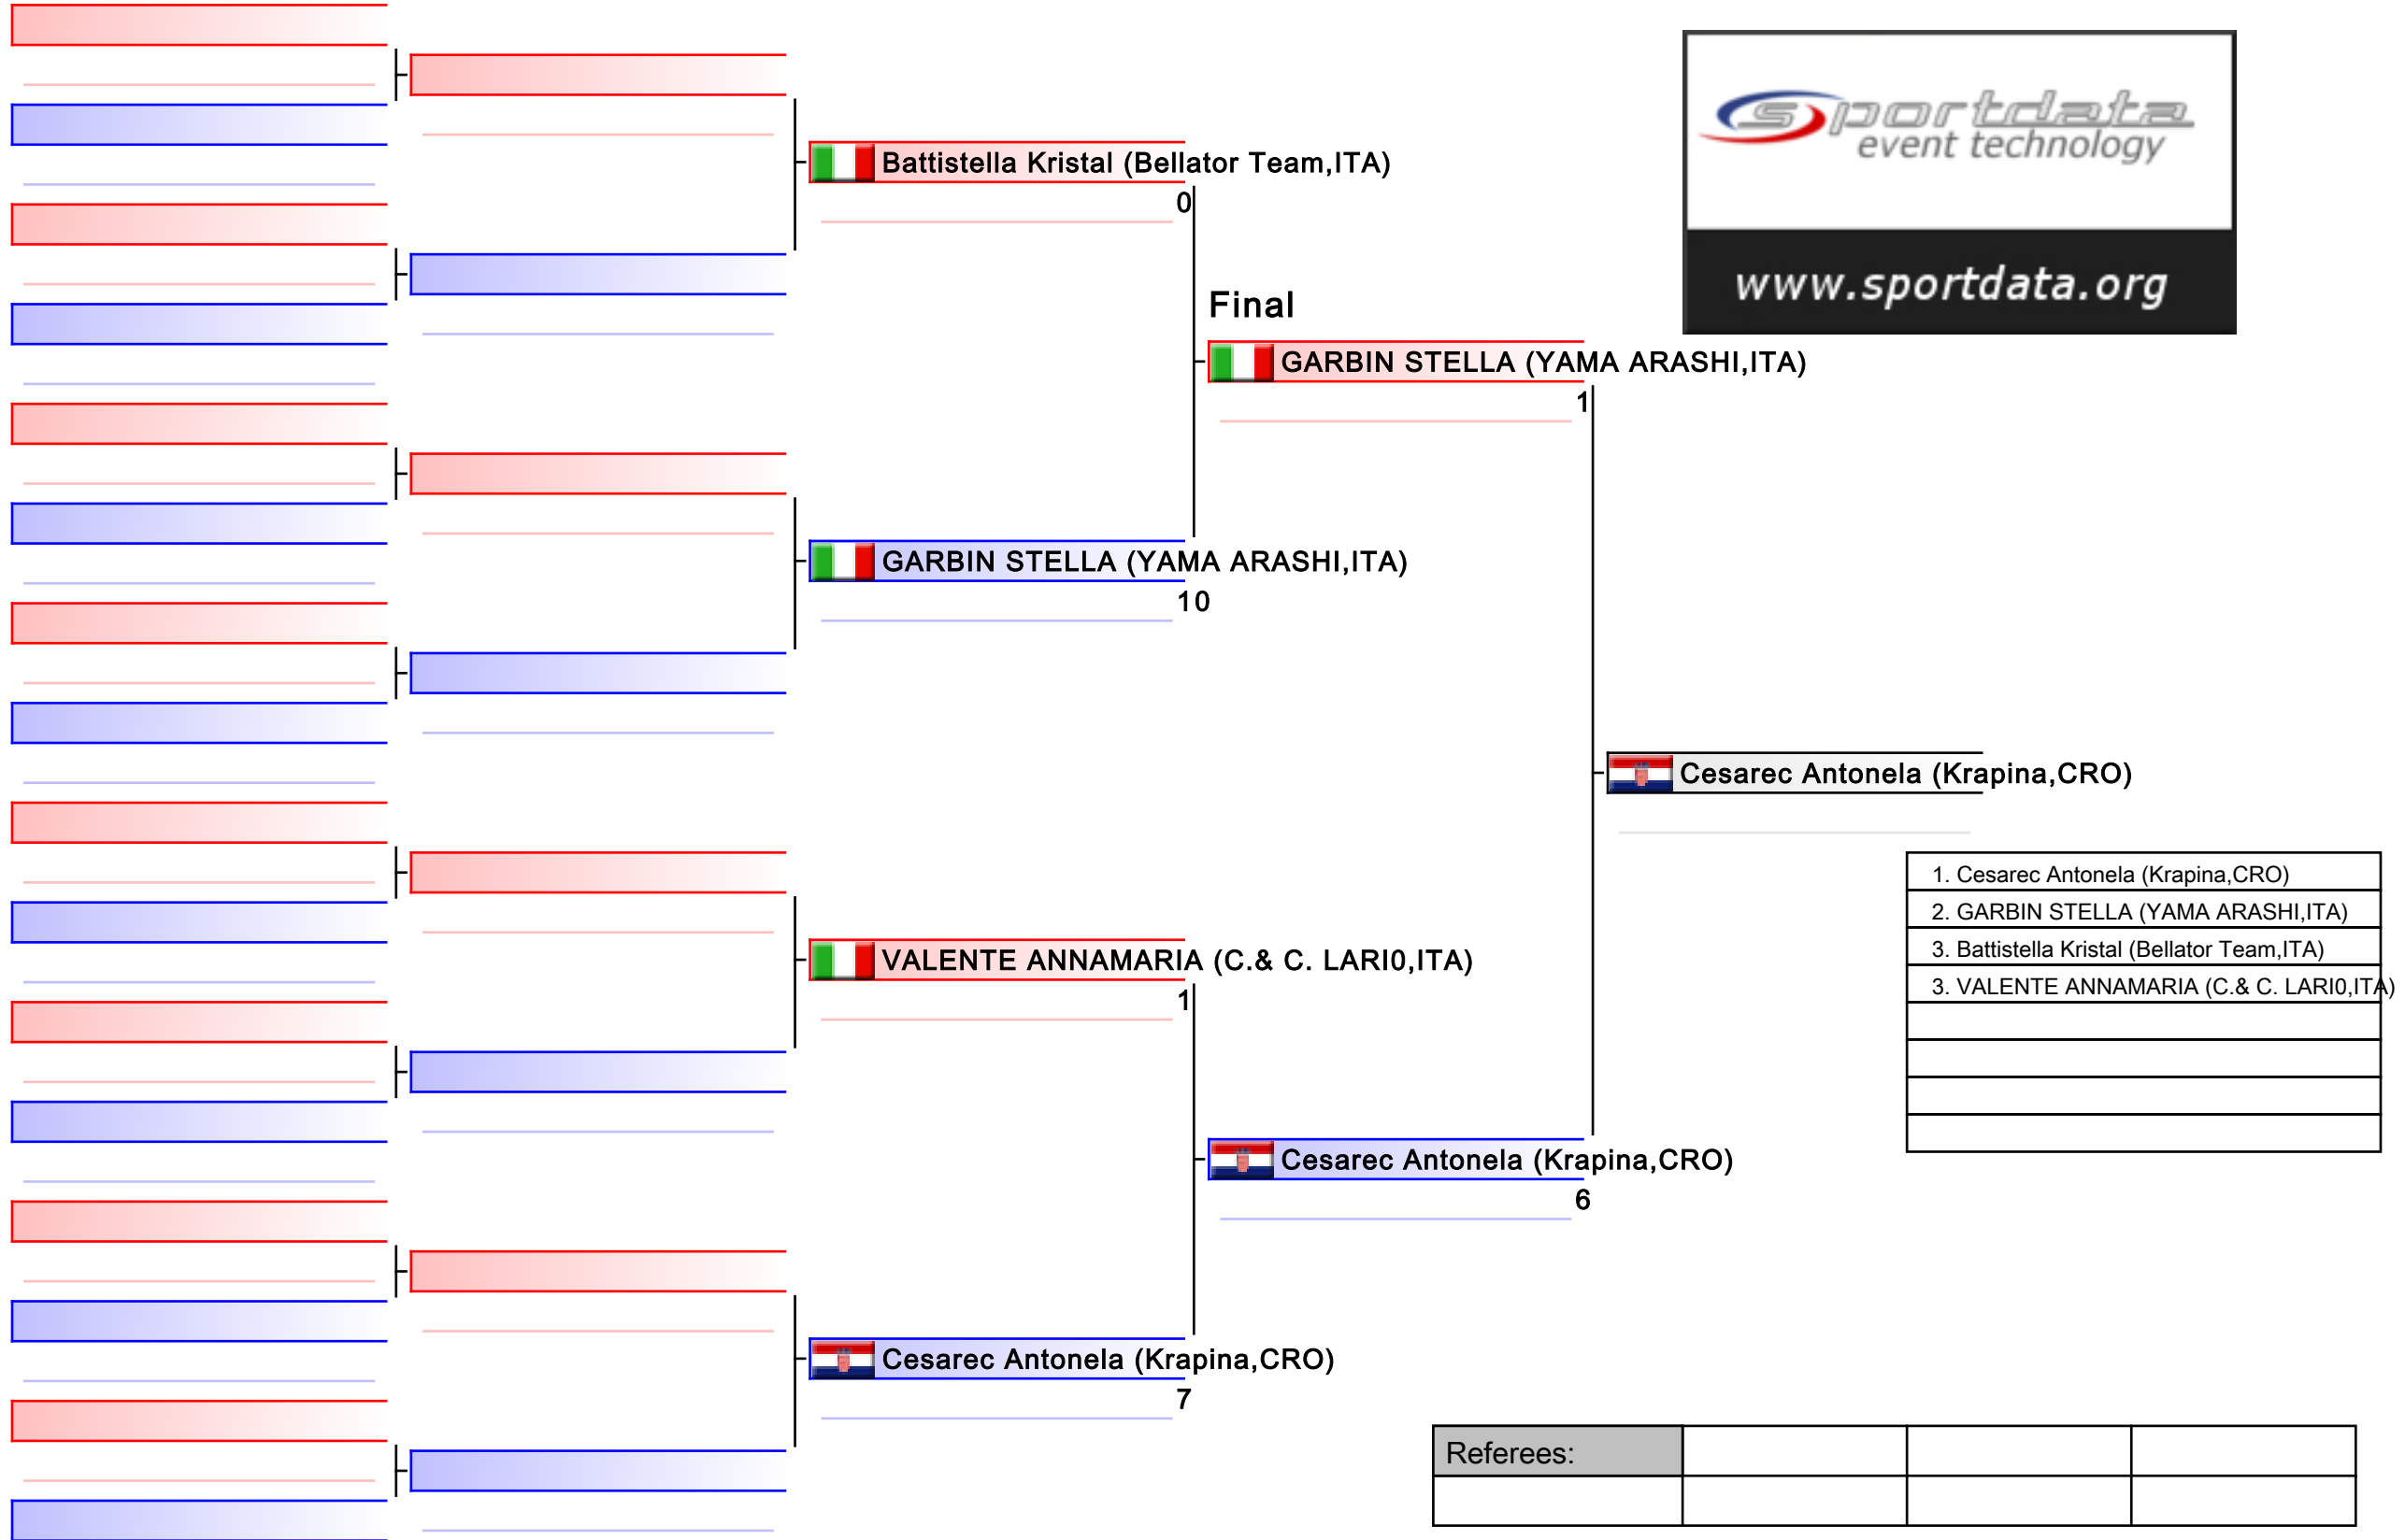 sportdata
event technology
www.sportdata.org
Battistella Kristal (Bellator Team,ITA)
0
Final
GARBIN STELLA (YAMA ARASHI,ITA)
1
GARBIN STELLA (YAMA ARASHI,ITA)
10
Cesarec Antonela (Krapina,CRO)
1. Cesarec Antonela (Krapina,CRO)
2. GARBIN STELLA (YAMA ARASHI,ITA)
3. Battistella Kristal (Bellator Team,ITA)
3. VALENTE ANNAMARIA (C.& C. LARI0,ITA)
VALENTE ANNAMARIA (C.& C. LARI0,ITA)
1
Cesarec Antonela (Krapina,CRO)
6
Cesarec Antonela (Krapina,CRO)
7
Referees: